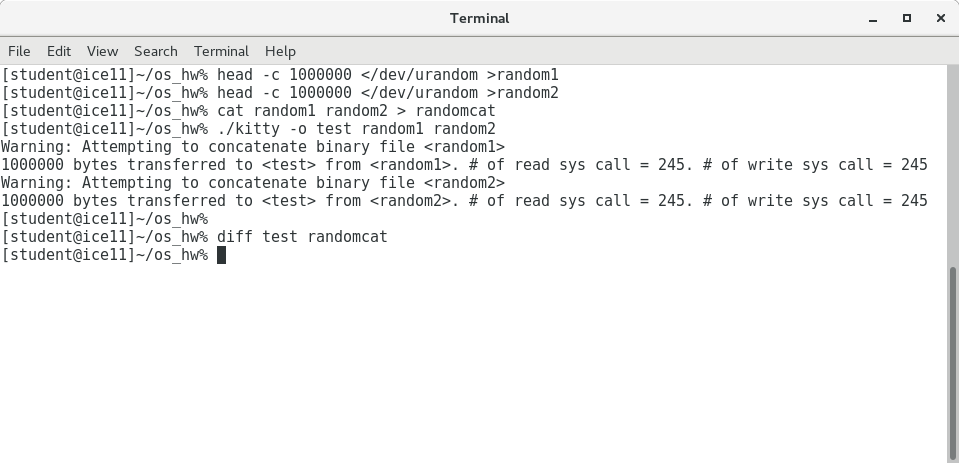 Terminal
File Edit View Search Terminal Help
[student@ice11]~/os_hw% head -c 1000000 </dev/urandom >random1
[student@ice11]~/os_hw% head -c 1000000 </dev/urandom >random2
[student@ice11]~/os_hw% cat random1 random2 > randomcat
[student@ice11]~/os_hw% ./kitty -o test random1 random2
Warning: Attempting to concatenate binary file <random1>
1000000 bytes transferred to <test> from <random1>. # of read sys call = 245. # of write sys call = 245
Warning: Attempting to concatenate binary file <random2>
1000000 bytes transferred to <test> from <random2>. # of read sys call = 245. # of write sys call = 245
[student@ice11]~/os_hw%
[student@ice11]~/os_hw% diff test randomcat
[student@ice11]~/os_hw%